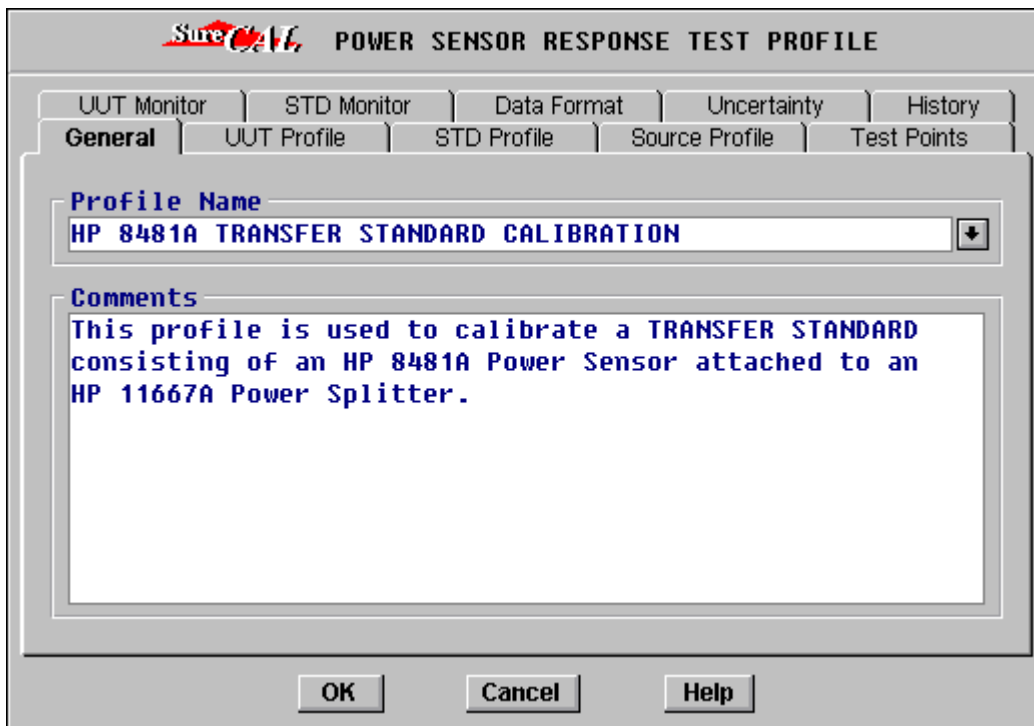 SureCAL POWER SENSOR RESPONSE TEST PROFILE
UUT Monitor STD Monitor Data Format Uncertainty History
General UUT Profile STD Profile Source Profile Test Points
Profile Name
HP 8481A TRANSFER STANDARD CALIBRATION
Comments
This profile is used to calibrate a TRANSFER STANDARD
consisting of an HP 8481A Power Sensor attached to an
HP 11667A Power Splitter.
OK Cancel Help